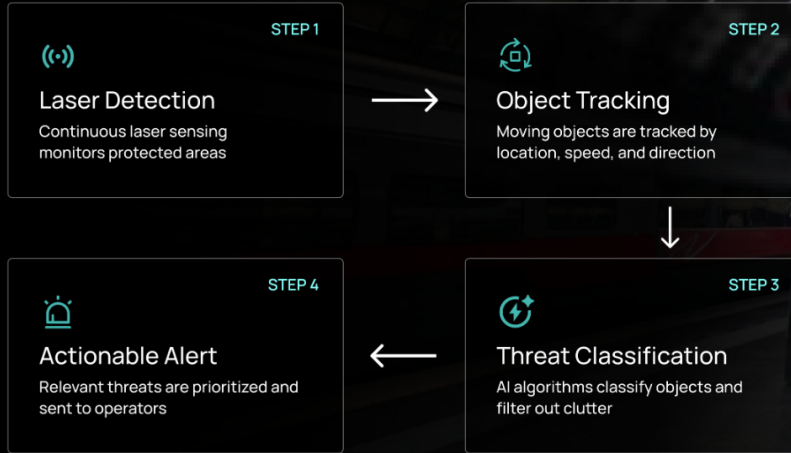 STEP 1
Laser Detection
Continuous laser sensing
monitors protected areas
STEP 2
Object Tracking
Moving objects are tracked by
location, speed, and direction
STEP 3
Threat Classification
AI algorithms classify objects and
filter out clutter
STEP 4
Actionable Alert
Relevant threats are prioritized and
sent to operators